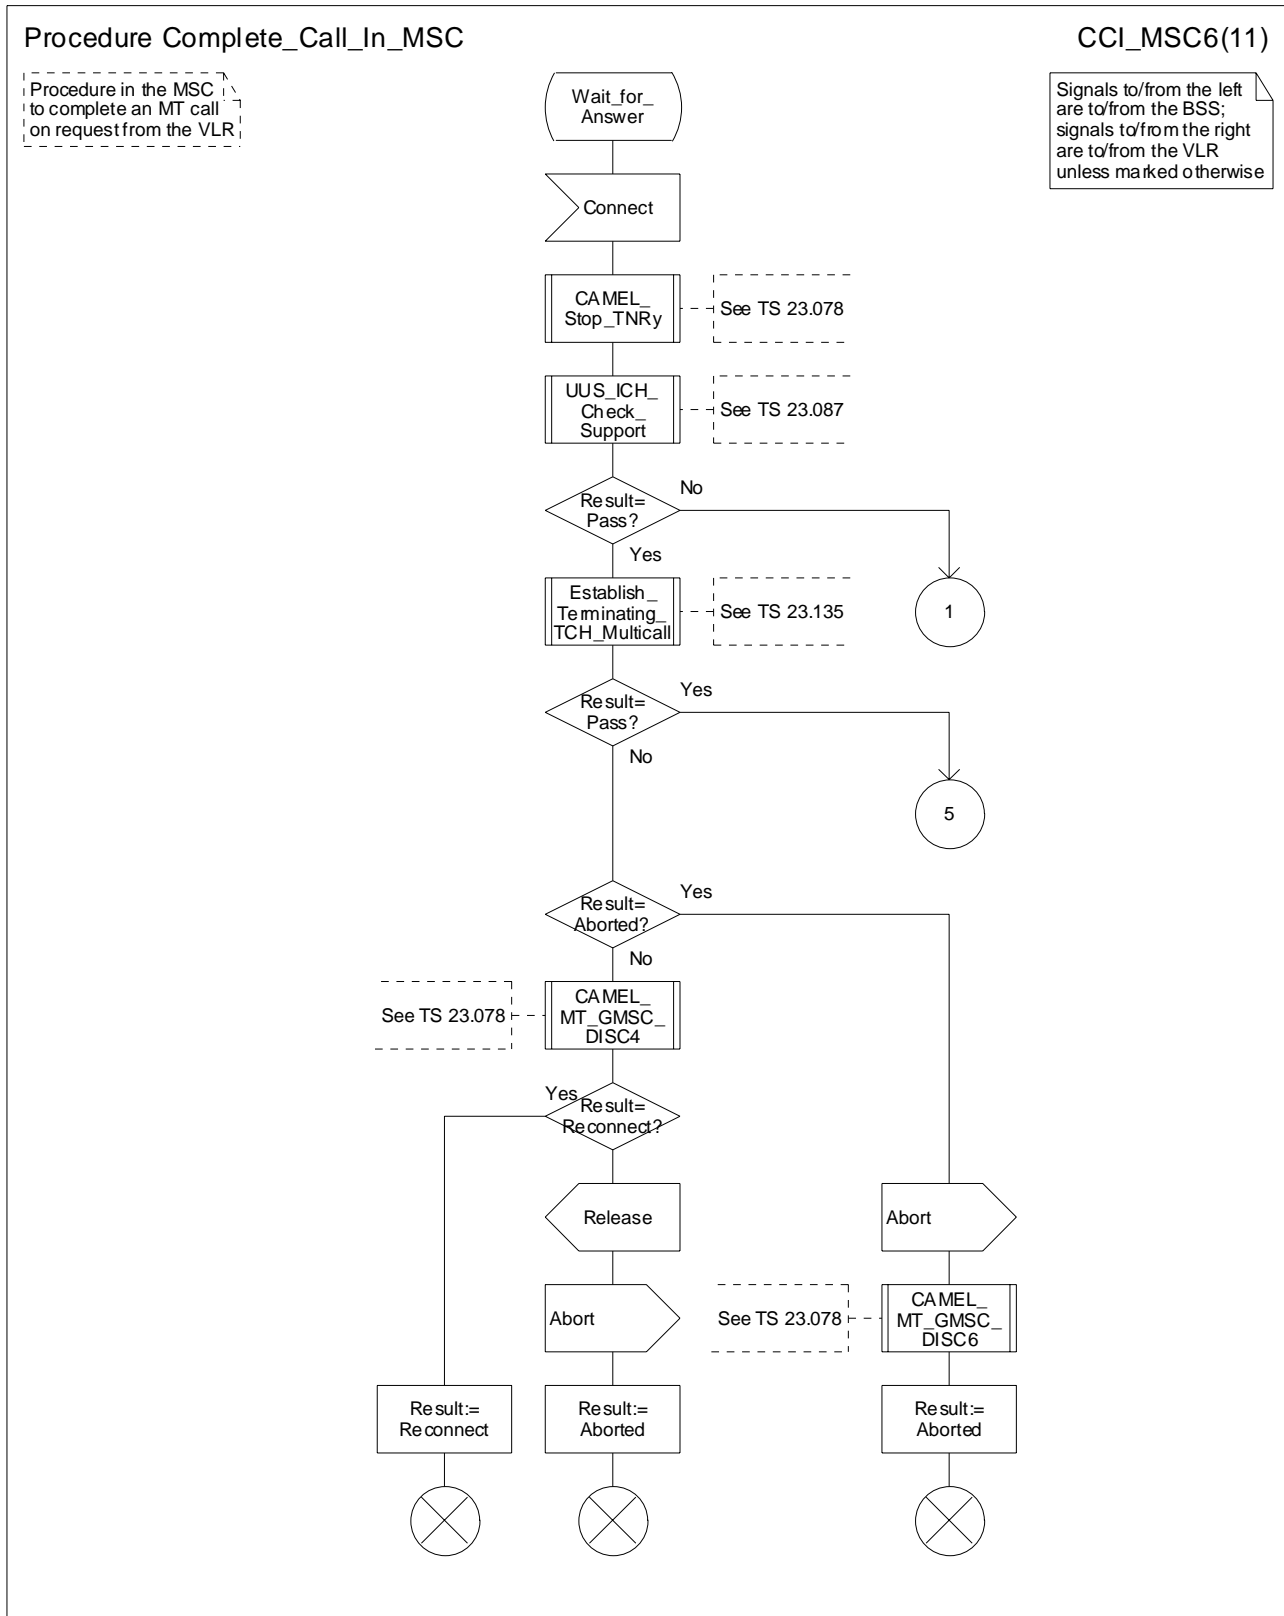 Procedure Complete_Call_In_MSC
CCI_MSC6(11)
Procedure in the MSC
to complete an MT call
on request from the VLR
Signals to/from the left
are to/from the BSS;
signals to/from the right
are to/from the VLR
unless marked otherwise
Wait_for_
Answer
Connect
CAMEL_
Stop_TNRy
See TS 23.078
UUS_ICH_
Check_
Support
See TS 23.087
Result=
Pass?
No
Yes
1
Establish_
Terminating_
TCH_Multicall
See TS 23.135
Result=
Pass?
Yes
No
5
Result=
Aborted?
Yes
No
See TS 23.078
CAMEL_
MT_GMSC_
DISC4
Yes
Result=
Reconnect?
Release
Abort
Abort
See TS 23.078
CAMEL_
MT_GMSC_
DISC6
Result:=
Reconnect
Result:=
Aborted
Result:=
Aborted